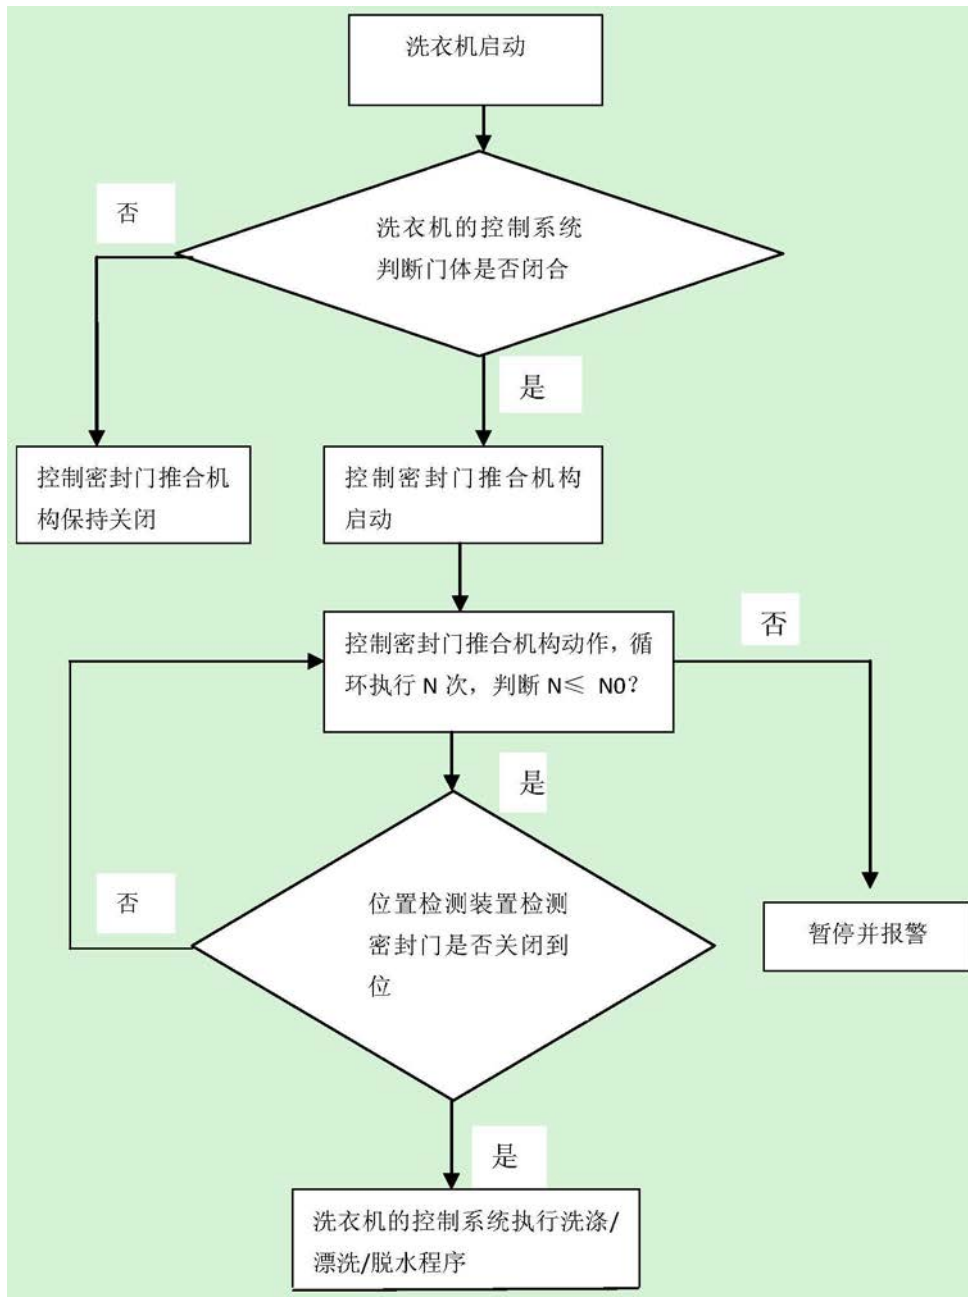 洗衣机启动
否
洗衣机的控制系统
判断门体是否闭合
是
控制密封门推合机
构保持关闭
控制密封门推合机构
启动
控制密封门推合机构动作，循
环执行 N 次，判断 N≤ N0？
否
是
否
位置检测装置检测
密封门是否关闭到
位
暂停并报警
是
洗衣机的控制系统执行洗涤/
漂洗/脱水程序